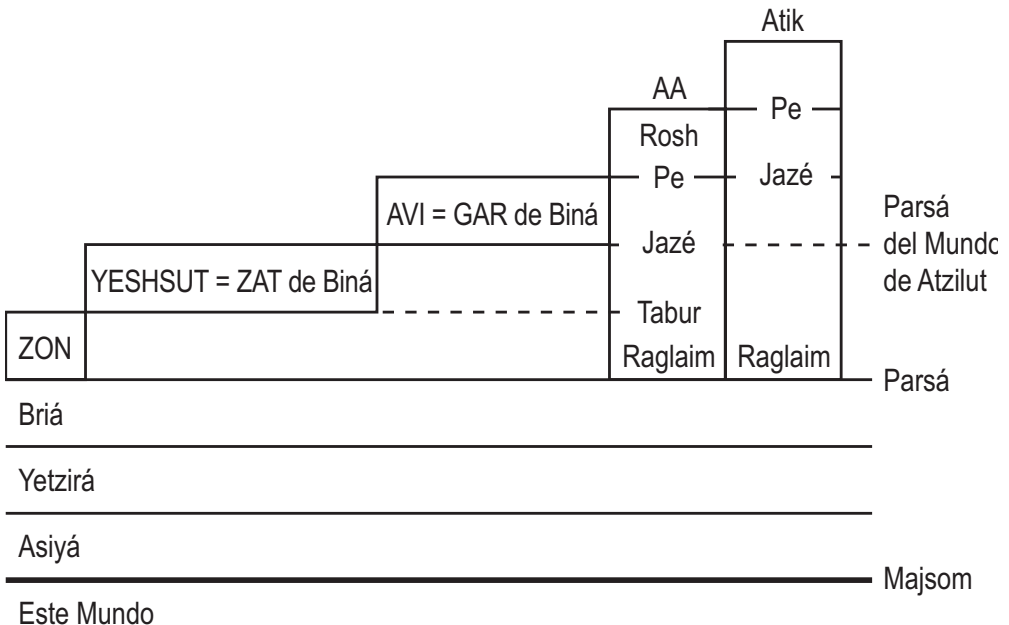 Atik
AA
Pe
Rosh
Pe
Jazé
AVI = GAR de Biná
Parsá
del Mundo
de Atzilut
Jazé
YESHSUT = ZAT de Biná
Tabur
ZON
Raglaim
Raglaim
Parsá
Briá
Yetzirá
Asiyá
Majsom
Este Mundo